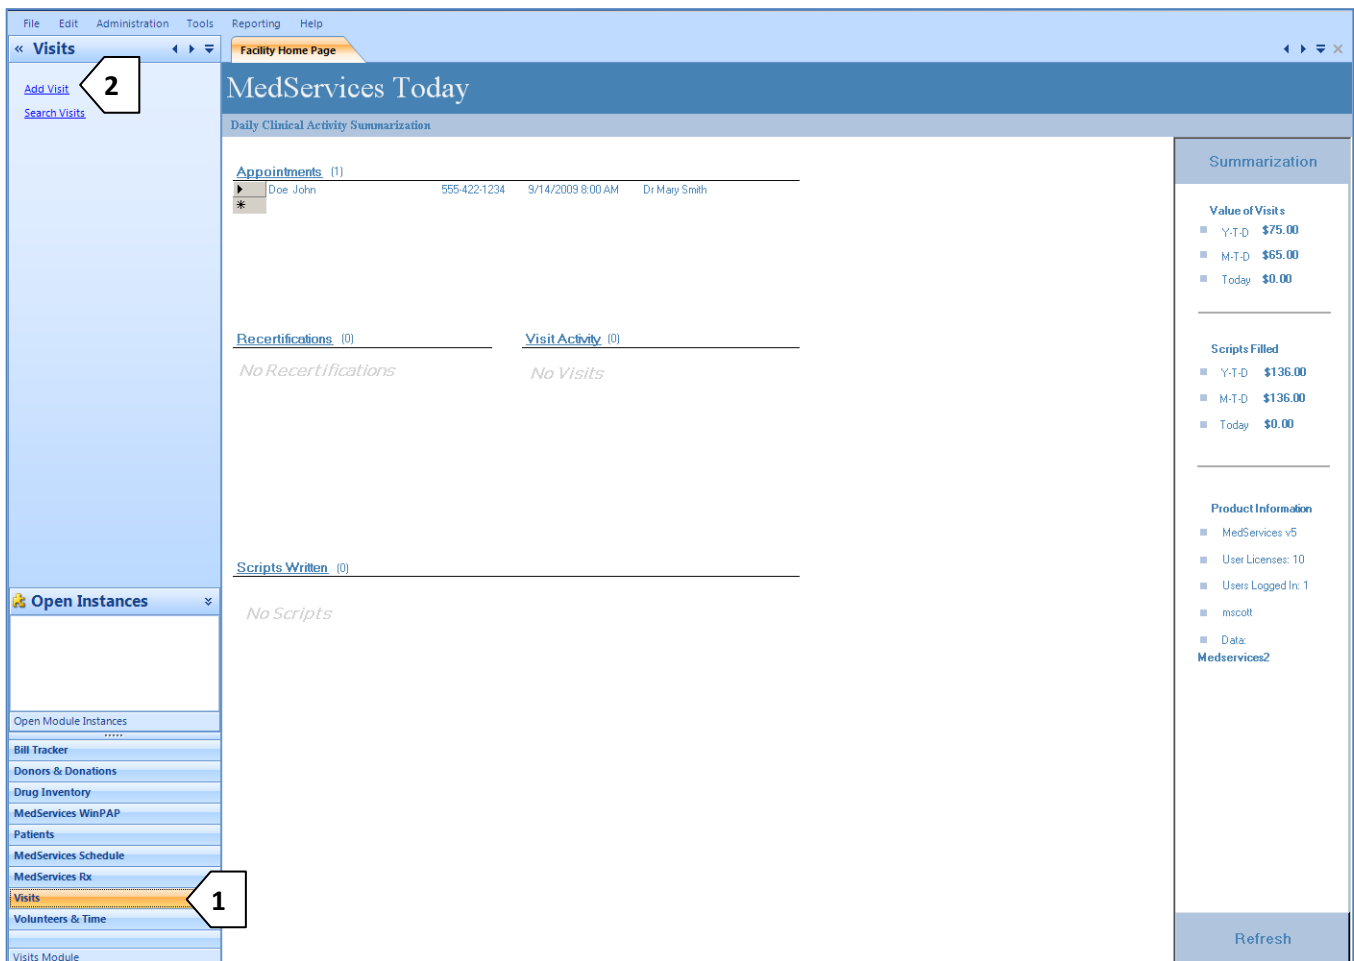 File Edit Administration Tools Reporting Help
« Visits
Facility Home Page
Add Visit
2
Search Visits
MedServices Today
Daily Clinical Activity Summarization
Appointments (1)
Doe John 555-422-1234 9/14/2009 8:00 AM Dr Mary Smith
Recertifications (0)
Visit Activity (0)
No Recertifications
No Visits
Scripts Written (0)
No Scripts
Summarization
Value of Visits
Y-T-D $75.00
M-T-D $65.00
Today $0.00
Scripts Filled
Y-T-D $136.00
M-T-D $136.00
Today $0.00
Product Information
MedServices v5
User Licenses: 10
Users Logged In: 1
mscott
Data:
Medservices2
Refresh
Open Instances
Open Module Instances
Bill Tracker
Donors & Donations
Drug Inventory
MedServices WinPAP
Patients
MedServices Schedule
MedServices Rx
Visits
1
Volunteers & Time
Visits Module